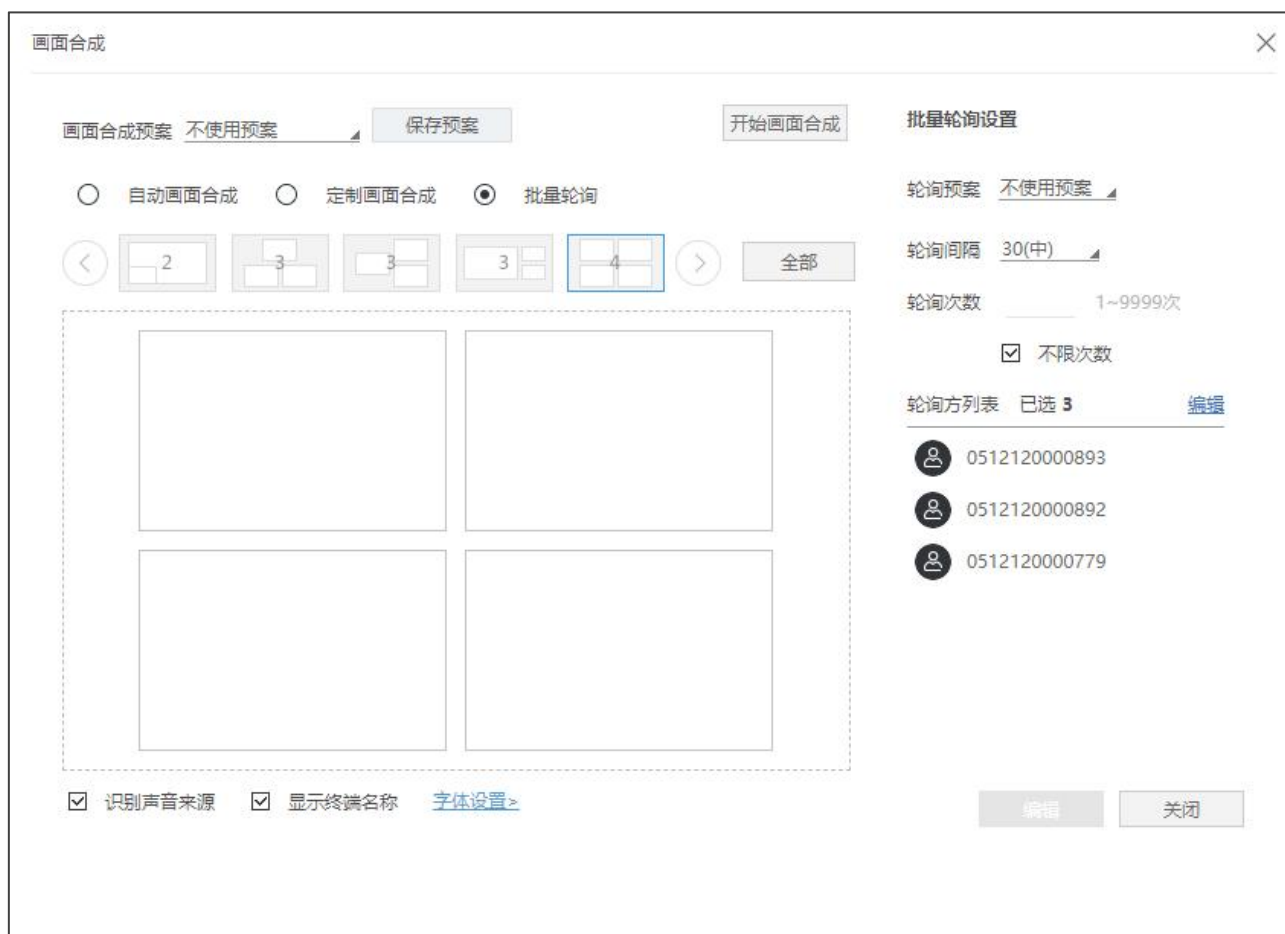 画面合成
画面合成预案 不使用预案 保存预案 开始画面合成
自动画面合成 定制画面合成 批量轮询
2 3 3 3 4 全部
识别声音来源 显示终端名称 字体设置>
批量轮询设置
轮询预案 不使用预案
轮询间隔 30(中)
轮询次数 1~9999次
不限次数
轮询方列表 已选 3 编辑
0512120000893
0512120000892
0512120000779
编辑 关闭